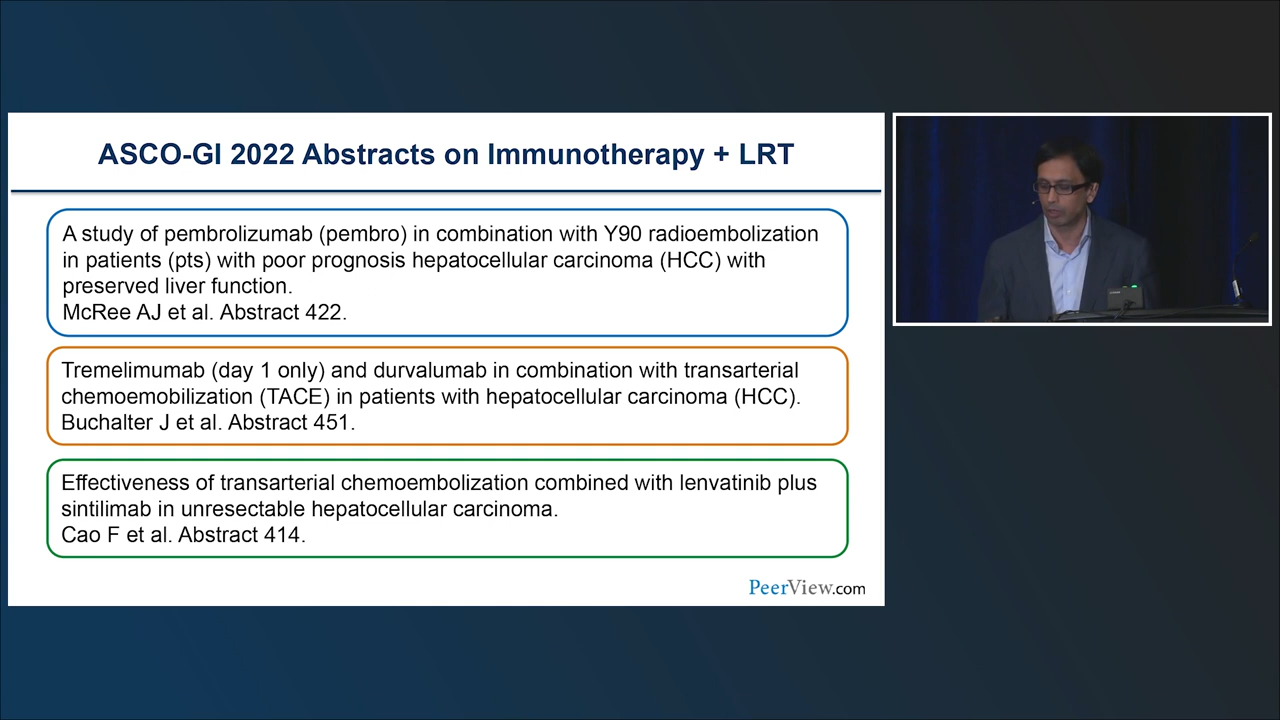 ASCO-GI 2022 Abstracts on Immunotherapy + LRT
A study of pembrolizumab (pembro) in combination with Y90 radioembolization
in patients (pts) with poor prognosis hepatocellular carcinoma (HCC) with
preserved liver function.
McRee AJ et al. Abstract 422.
Tremelimumab (day 1 only) and durvalumab in combination with transarterial
chemoemobilization (TACE) in patients with hepatocellular carcinoma (HCC).
Buchalter J et al. Abstract 451.
Effectiveness of transarterial chemoembolization combined with lenvatinib plus
sintilimab in unresectable hepatocellular carcinoma.
Cao F et al. Abstract 414.
PeerView.com